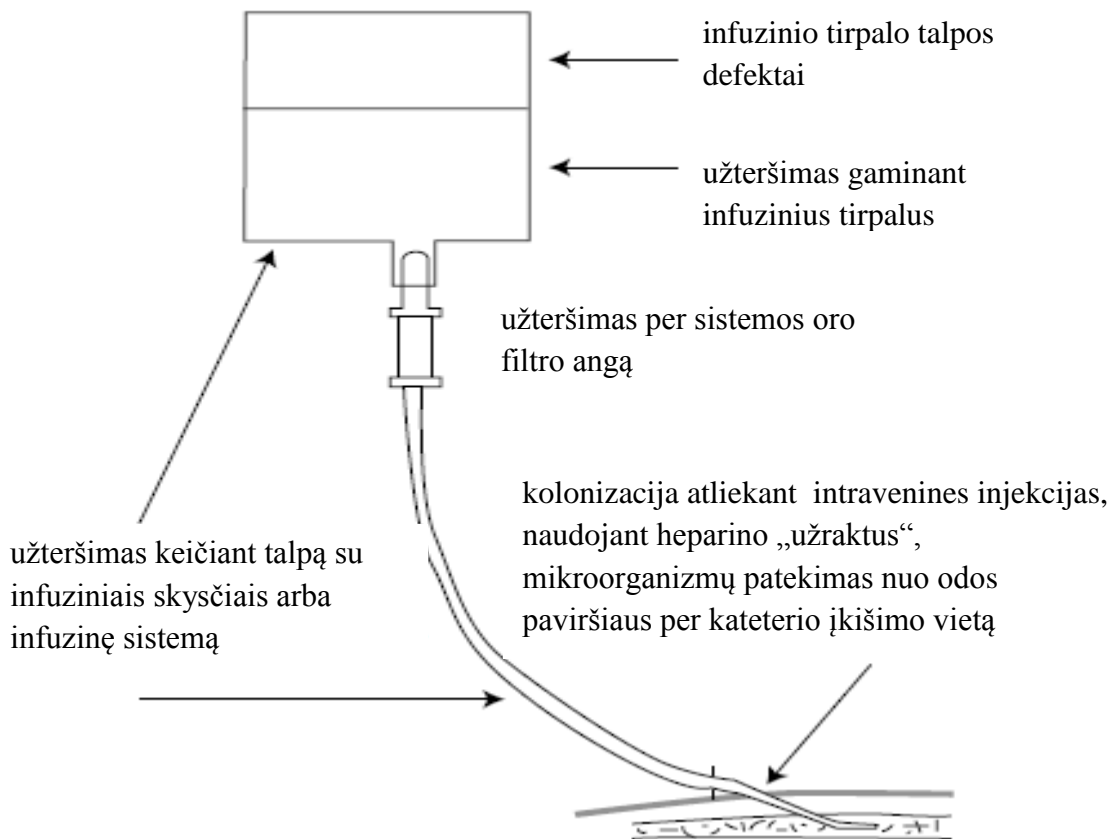 infuzinio tirpalo talpos
defektai
užteršimas gaminant
infuzinius tirpalus
užteršimas per sistemos oro
filtro angą
kolonizacija atliekant intravenines injekcijas,
naudojant heparino „užraktus“,
mikroorganizmų patekimas nuo odos
paviršiaus per kateterio įkišimo vietą
užteršimas keičiant talpą su
infuziniais skysčiais arba
infuzinę sistemą